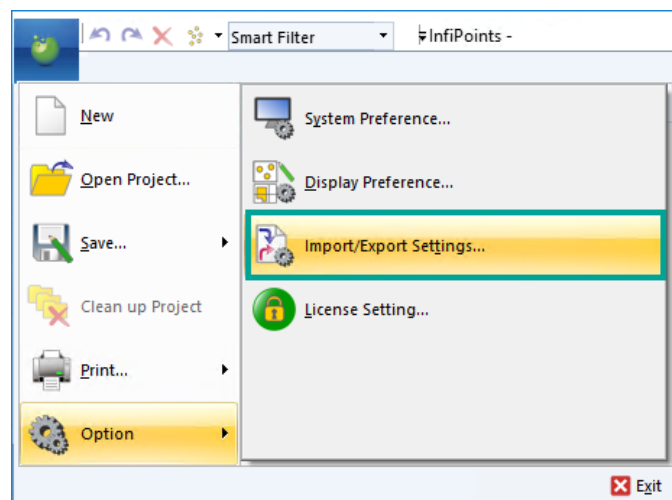 Smart Filter
InfiPoints -
New
Open Project...
Save...
Clean up Project
Print...
Option
System Preference...
Display Preference...
Import/Export Settings...
License Setting...
Exit